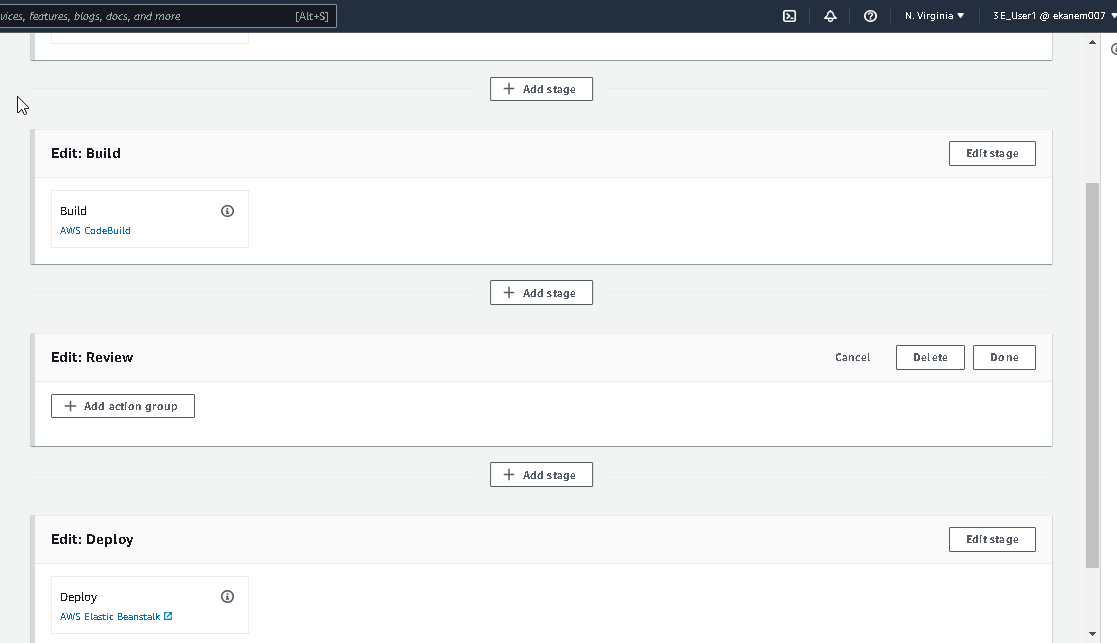 vices, features, blogs, docs, and more [Alt+S] N. Virginia 3E_User1 @ ekanem007
Add stage
Edit: Build Edit stage
Build
AWS CodeBuild
Add stage
Edit: Review Cancel Delete Done
Add action group
Add stage
Edit: Deploy Edit stage
Deploy
AWS Elastic Beanstalk